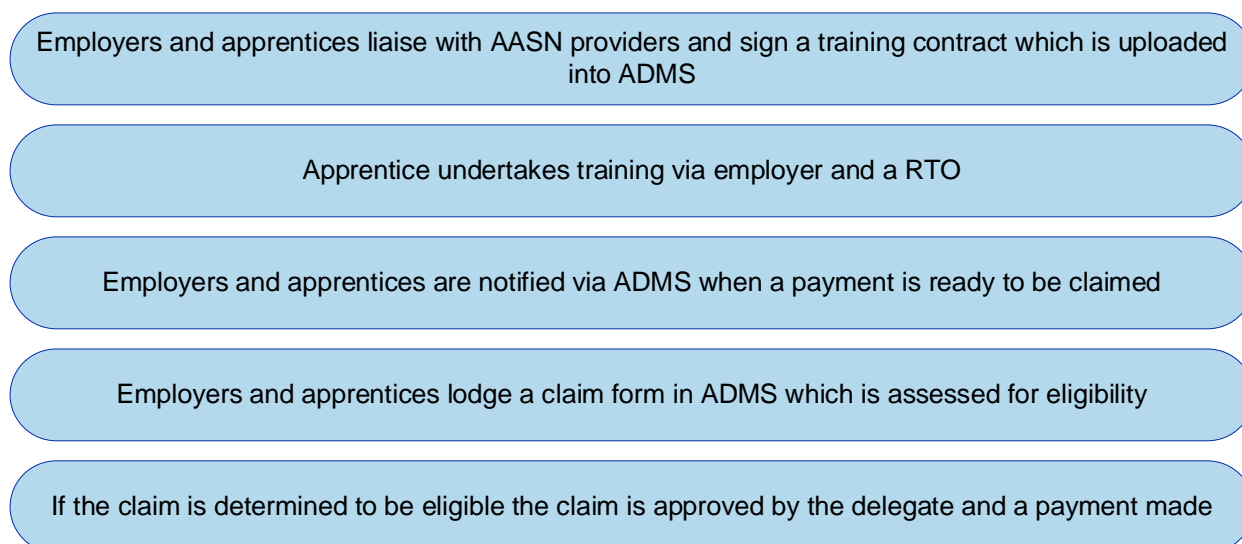 Employers and apprentices liaise with AASN providers and sign a training contract which is uploaded
into ADMS
Apprentice undertakes training via employer and a RTO
Employers and apprentices are notified via ADMS when a payment is ready to be claimed
Employers and apprentices lodge a claim form in ADMS which is assessed for eligibility
If the claim is determined to be eligible the claim is approved by the delegate and a payment made